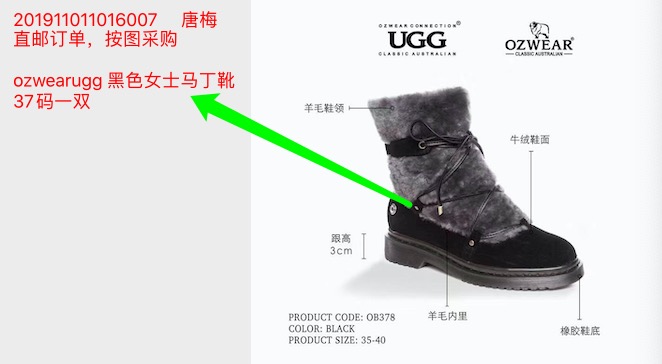 201911011016007 唐梅
直邮订单，按图采购
ozwearugg 黑色女士马丁靴
37码一双
OZWEAR CONNECTION®
UGG
CLASSIC AUSTRALIAN
OZWEAR®
CLASSIC AUSTRALIAN
羊毛鞋领
牛绒鞋面
跟高
3cm
羊毛内里
橡胶鞋底
PRODUCT CODE: OB378
COLOR: BLACK
PRODUCT SIZE: 35-40